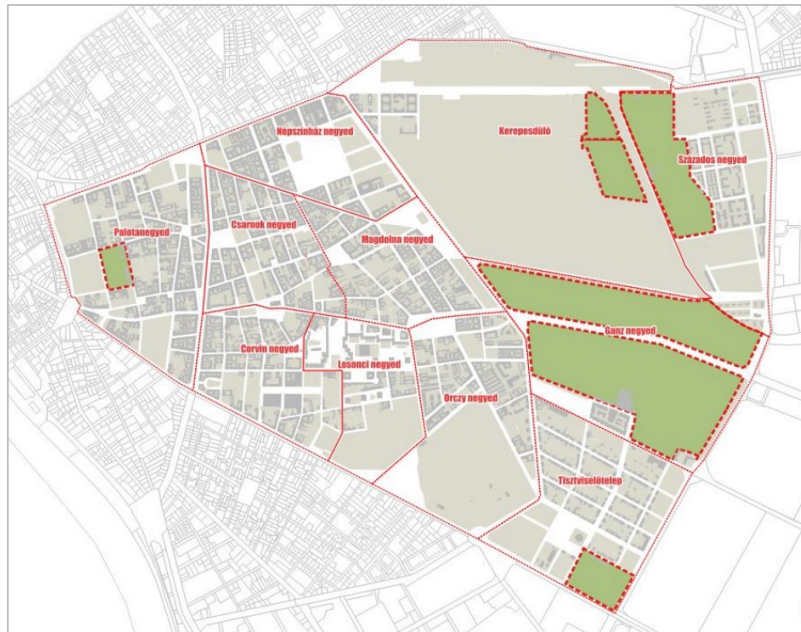 Népszínház negyed
Kerepesdűlő
Százados negyed
Palotanegyed
Csarnok negyed
Magdolna negyed
Ganz negyed
Corvin negyed
Losonci negyed
Orczy negyed
Tisztviselőtelep